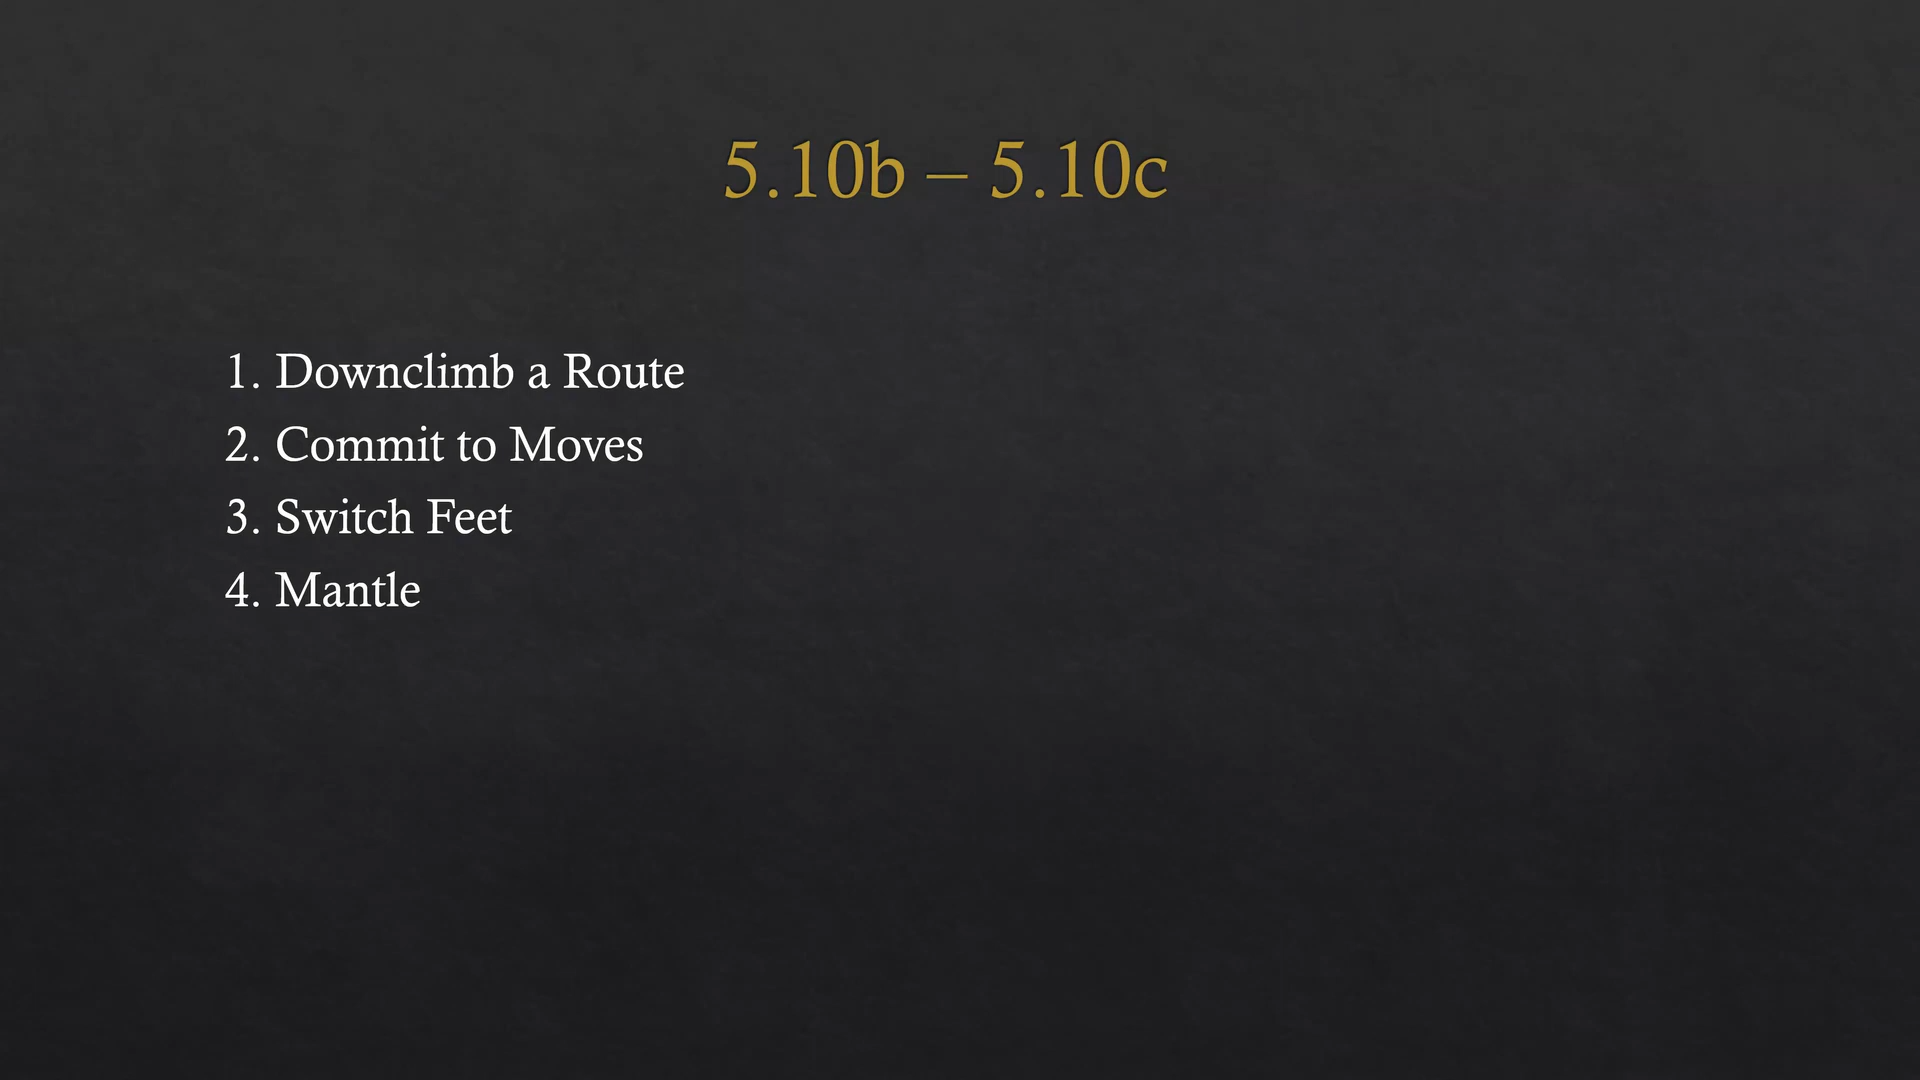 5.10b – 5.10c
1. Downclimb a Route
2. Commit to Moves
3. Switch Feet
4. Mantle